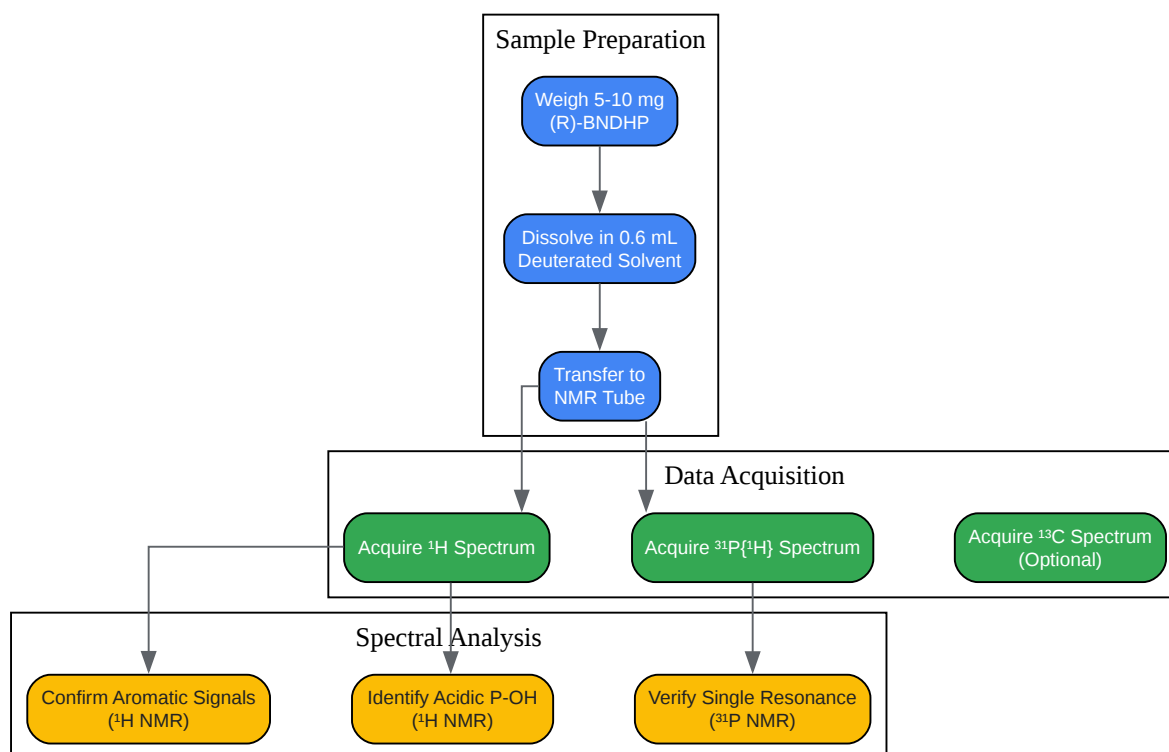 Sample Preparation
Weigh 5-10 mg
(R)-BNDHP
Dissolve in 0.6 mL
Deuterated Solvent
Transfer to
NMR Tube
Data Acquisition
Acquire ¹H Spectrum
Acquire ³¹P{¹H} Spectrum
Acquire ¹³C Spectrum
(Optional)
Spectral Analysis
Confirm Aromatic Signals
(¹H NMR)
Identify Acidic P-OH
(¹H NMR)
Verify Single Resonance
(³¹P NMR)